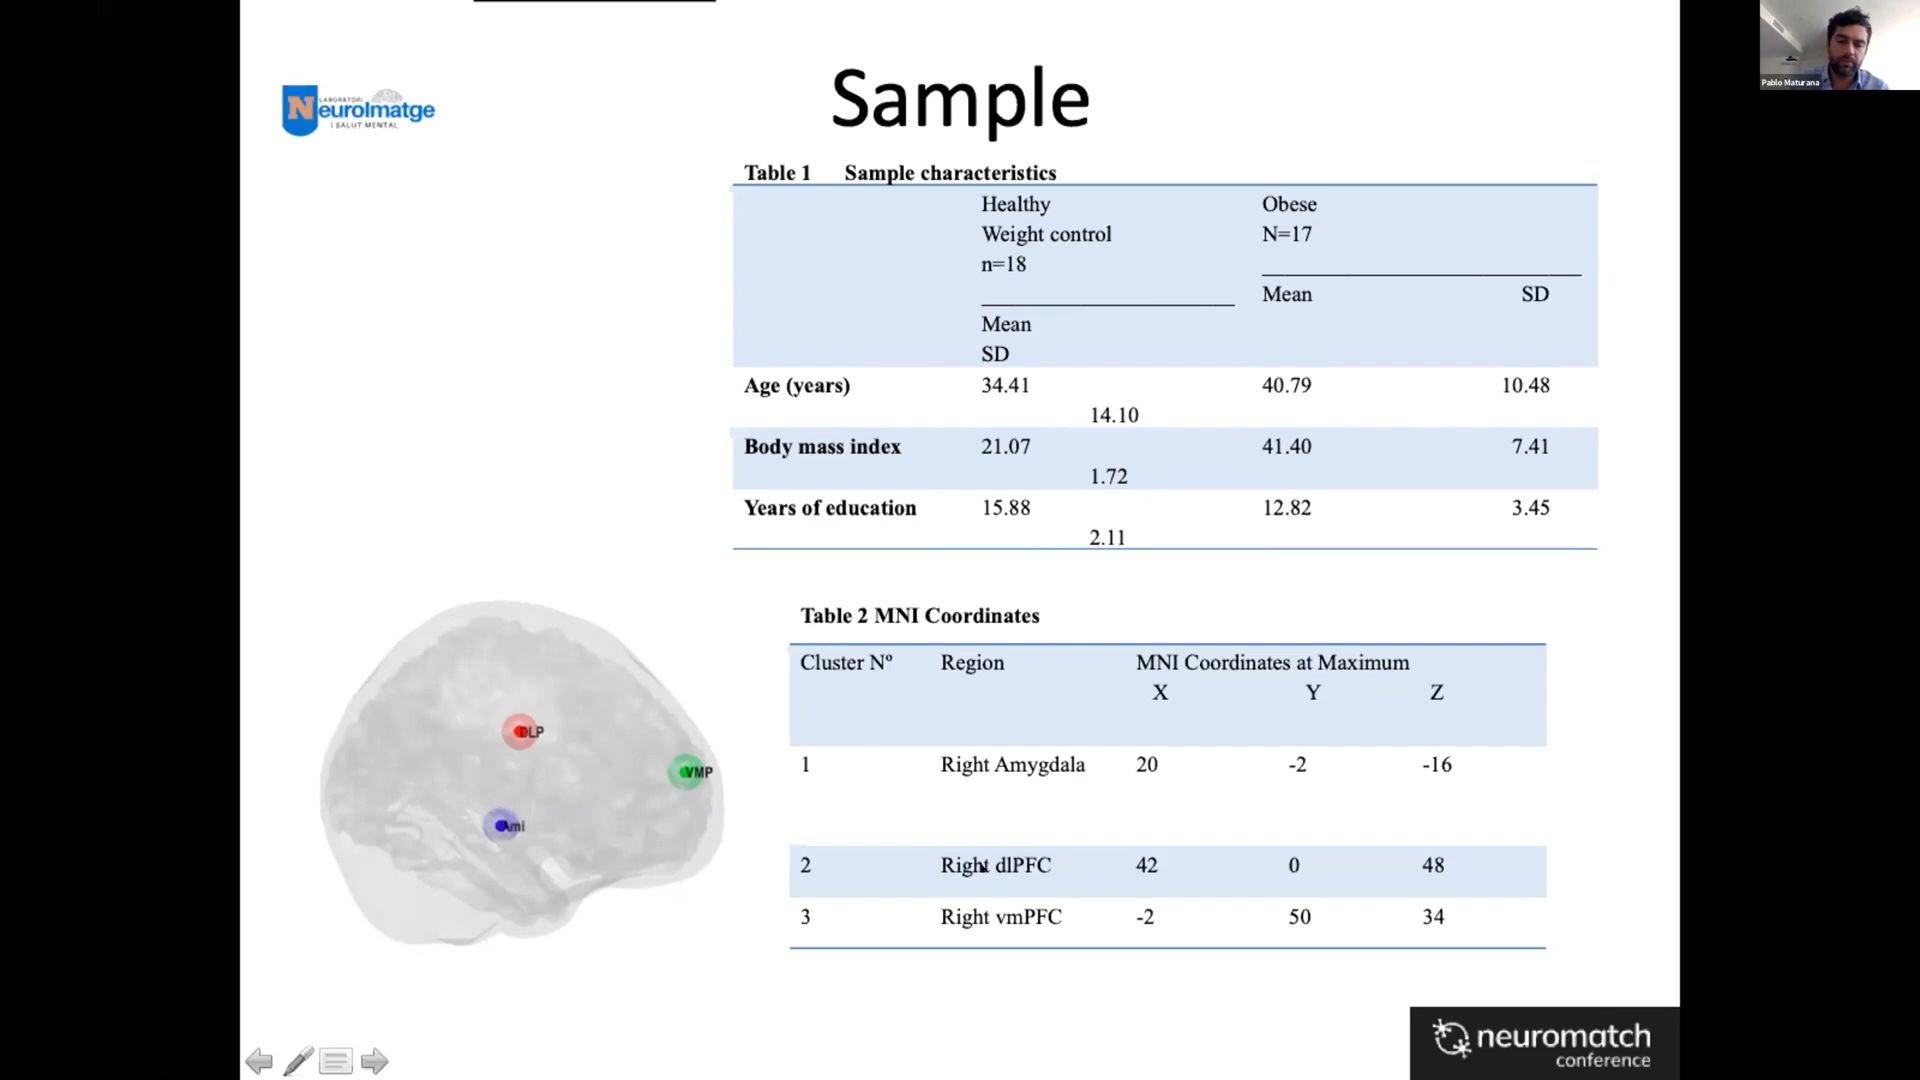 LABORATORI
NeuroImatge
I SALUT MENTAL
Sample
Pablo Maturana
Table 1 Sample characteristics
Healthy Weight control n=18
Obese N=17
Mean SD
Mean SD
Age (years) 34.41 14.10 40.79 10.48
Body mass index 21.07 1.72 41.40 7.41
Years of education 15.88 2.11 12.82 3.45
DLP
VMP
Ami
Table 2 MNI Coordinates
Cluster Nº Region MNI Coordinates at Maximum
X Y Z
1 Right Amygdala 20 -2 -16
2 Right dlPFC 42 0 48
3 Right vmPFC -2 50 34
neuromatch
conference